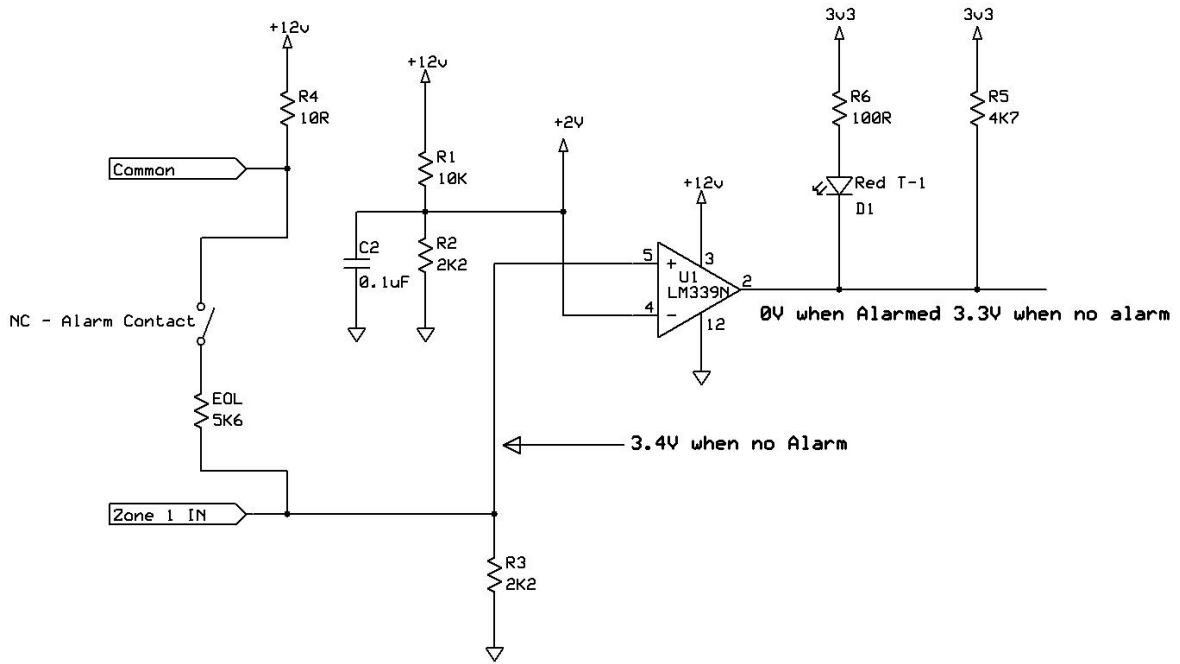 +12v
R4
10R
Common
NC - Alarm Contact
EOL
5K6
Zone 1 IN
+12v
R1
10K
C2
0.1uF
R2
2K2
+2V
+12v
5
+
3
U1
LM339N
2
4
-
12
3v3
R6
100R
Red T-1
D1
3v3
R5
4K7
0V when Alarmed 3.3V when no alarm
3.4V when no Alarm
R3
2K2